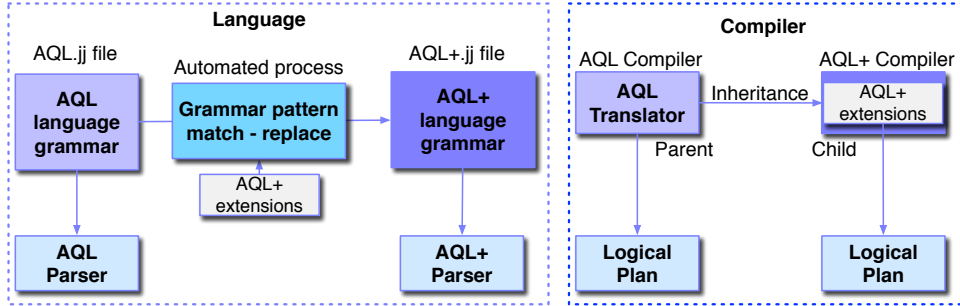 Language
AQL.jj file
AQL
language
grammar
Automated process
Grammar pattern
match - replace
AQL+
extensions
AQL+.jj file
AQL+
language
grammar
AQL
Parser
AQL+
Parser
Compiler
AQL Compiler
AQL
Translator
Inheritance
AQL+ Compiler
AQL+
extensions
Parent
Child
Logical
Plan
Logical
Plan